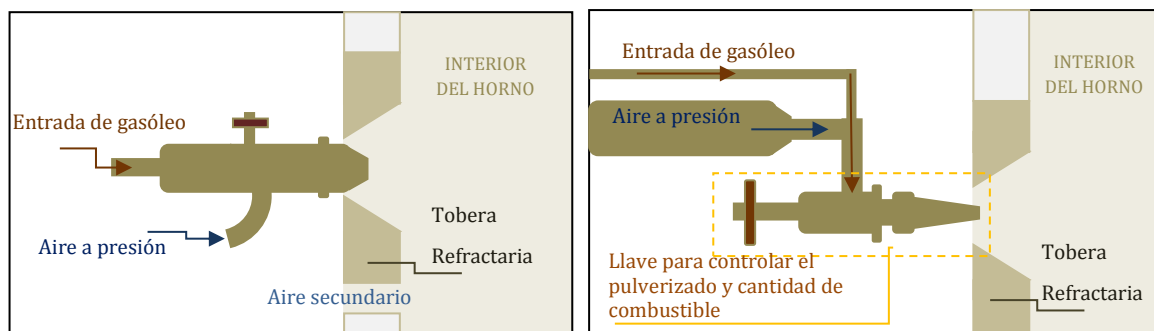 INTERIOR
DEL HORNO
Entrada de gasóleo
Aire a presión
Tobera
Refractaria
Aire secundario
Entrada de gasóleo
INTERIOR
DEL HORNO
Aire a presión
Llave para controlar el
pulverizado y cantidad de
combustible
Tobera
Refractaria